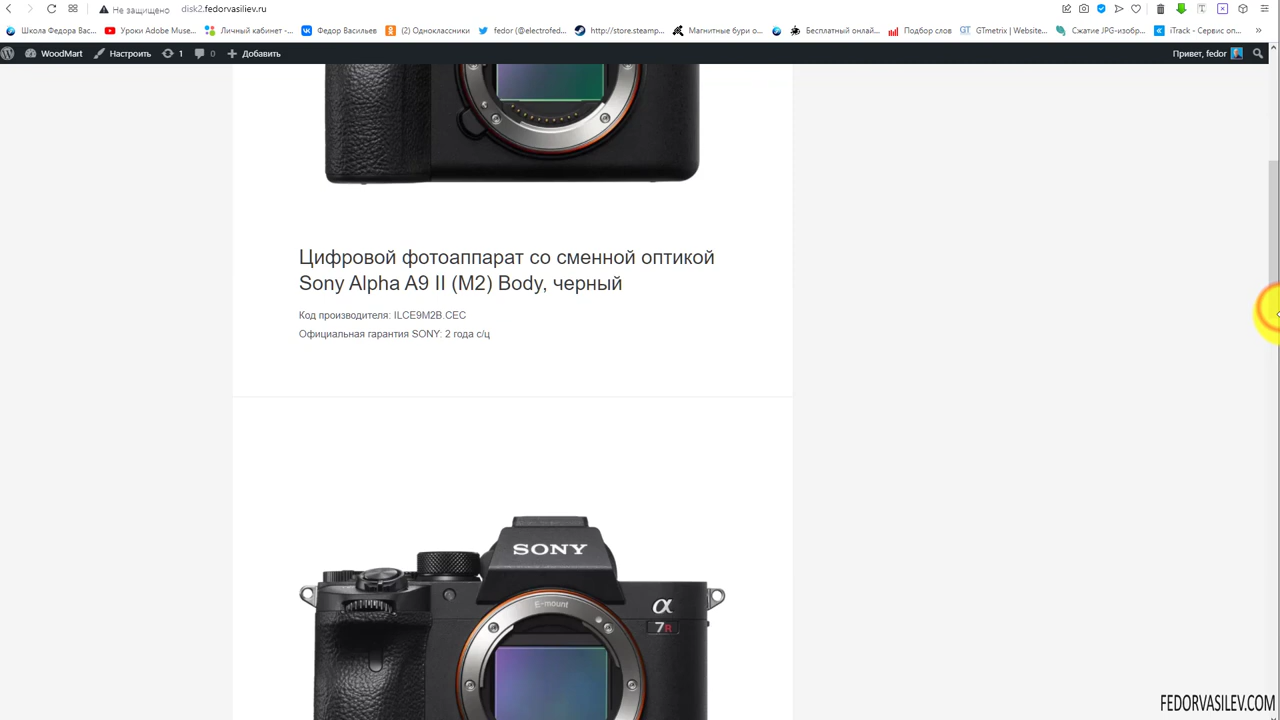 Не защищено disk2.fedorvasiliev.ru
Школа Федора Вас... Уроки Adobe Muse... Личный кабинет -... Федор Васильев (2) Одноклассники fedor (@electrofed... http://store.steamp... Магнитные бури о... Бесплатный онлай... Подбор слов GTmetrix | Website... Сжатие JPG-изобр... iTrack - Сервис оп...
WoodMart Настроить 1 0 Добавить Привет, fedor
Цифровой фотоаппарат со сменной оптикой
Sony Alpha A9 II (M2) Body, черный
Код производителя: ILCE9M2B.CEC
Официальная гарантия SONY: 2 года с/ц
SONY
E-mount
α
7R
FEDORVASILEV.COM